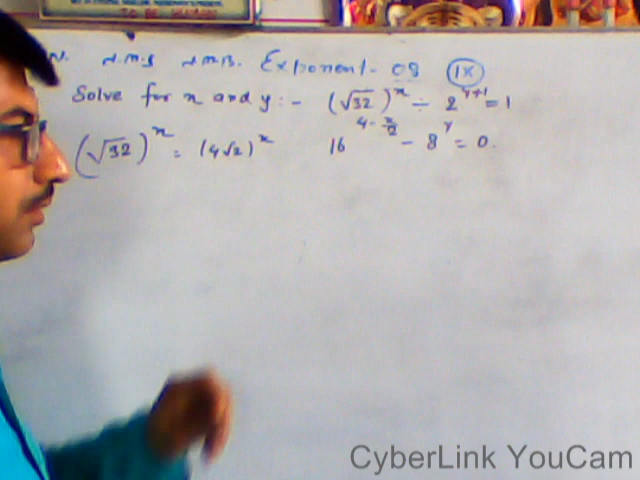 N. N.M.S N.M.B. Exponent - 08 IX
Solve for x and y : - (√32)^x ÷ 2^(y+1) = 1
16^(4 - x/2) - 8^y = 0.
(√32)^x = (4√2)^x
CyberLink YouCam